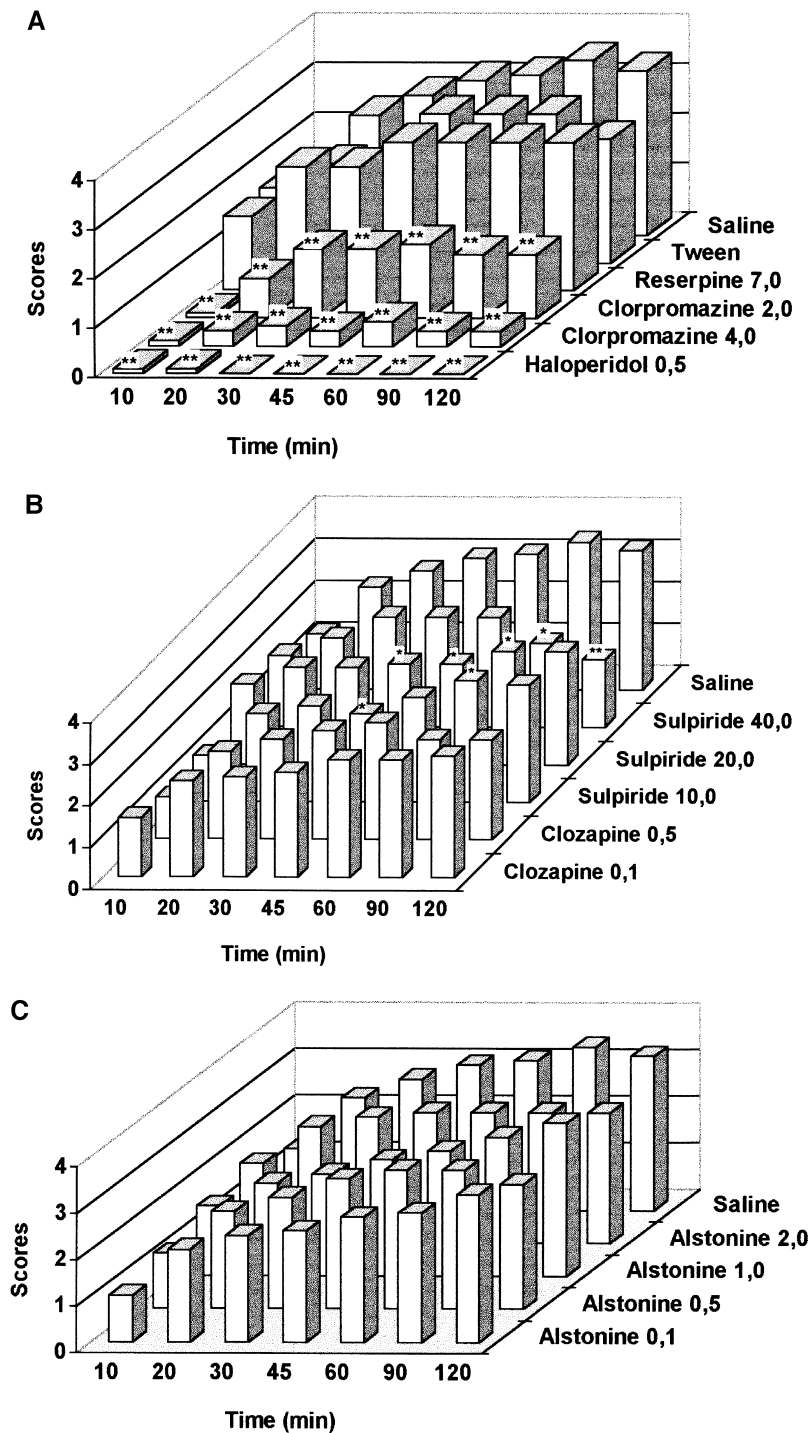 A
4
3
2
1
0
Scores
** ** ** ** ** **
**
** ** ** ** ** ** **
** ** ** ** ** ** **
10 20 30 45 60 90 120
Time (min)
Saline
Tween
Reserpine 7,0
Clorpromazine 2,0
Clorpromazine 4,0
Haloperidol 0,5
B
4
3
2
1
0
Scores
* * * * * * **
10 20 30 45 60 90 120
Time (min)
Saline
Sulpiride 40,0
Sulpiride 20,0
Sulpiride 10,0
Clozapine 0,5
Clozapine 0,1
C
4
3
2
1
0
Scores
10 20 30 45 60 90 120
Time (min)
Saline
Alstonine 2,0
Alstonine 1,0
Alstonine 0,5
Alstonine 0,1